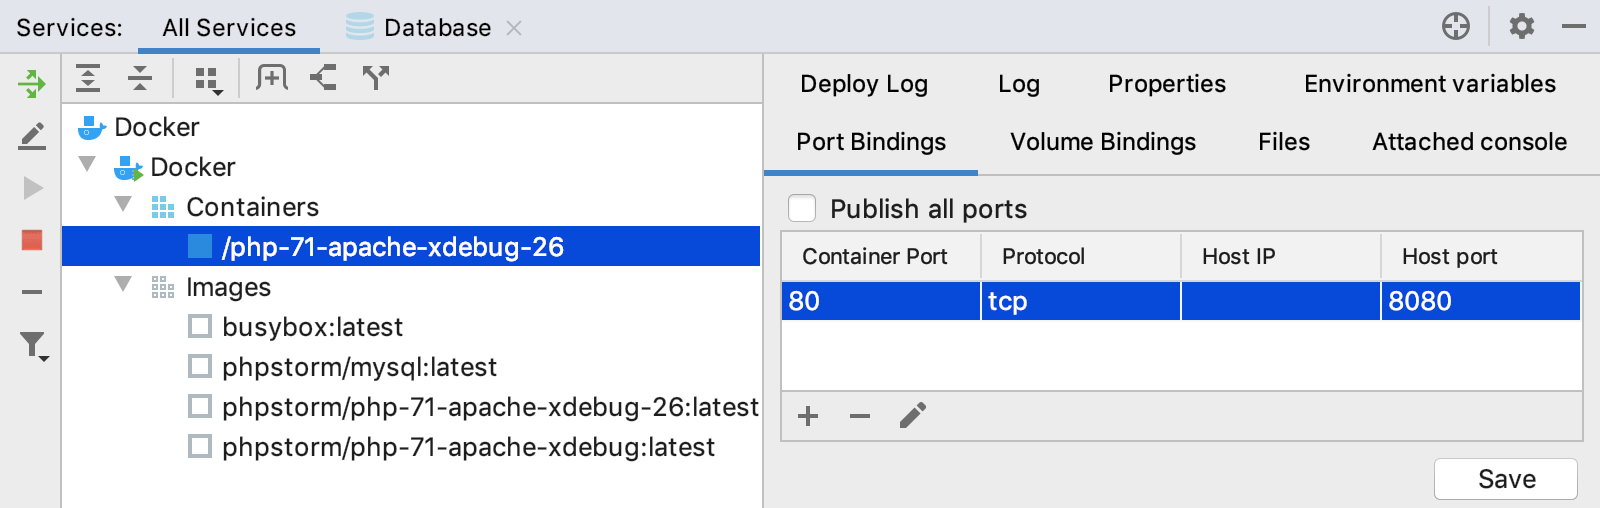 Services: All Services Database
Docker
Docker
Containers
/php-71-apache-xdebug-26
Images
busybox:latest
phpstorm/mysql:latest
phpstorm/php-71-apache-xdebug-26:latest
phpstorm/php-71-apache-xdebug:latest
Deploy Log Log Properties Environment variables
Port Bindings Volume Bindings Files Attached console
Publish all ports
Container Port Protocol Host IP Host port
80 tcp 8080
Save